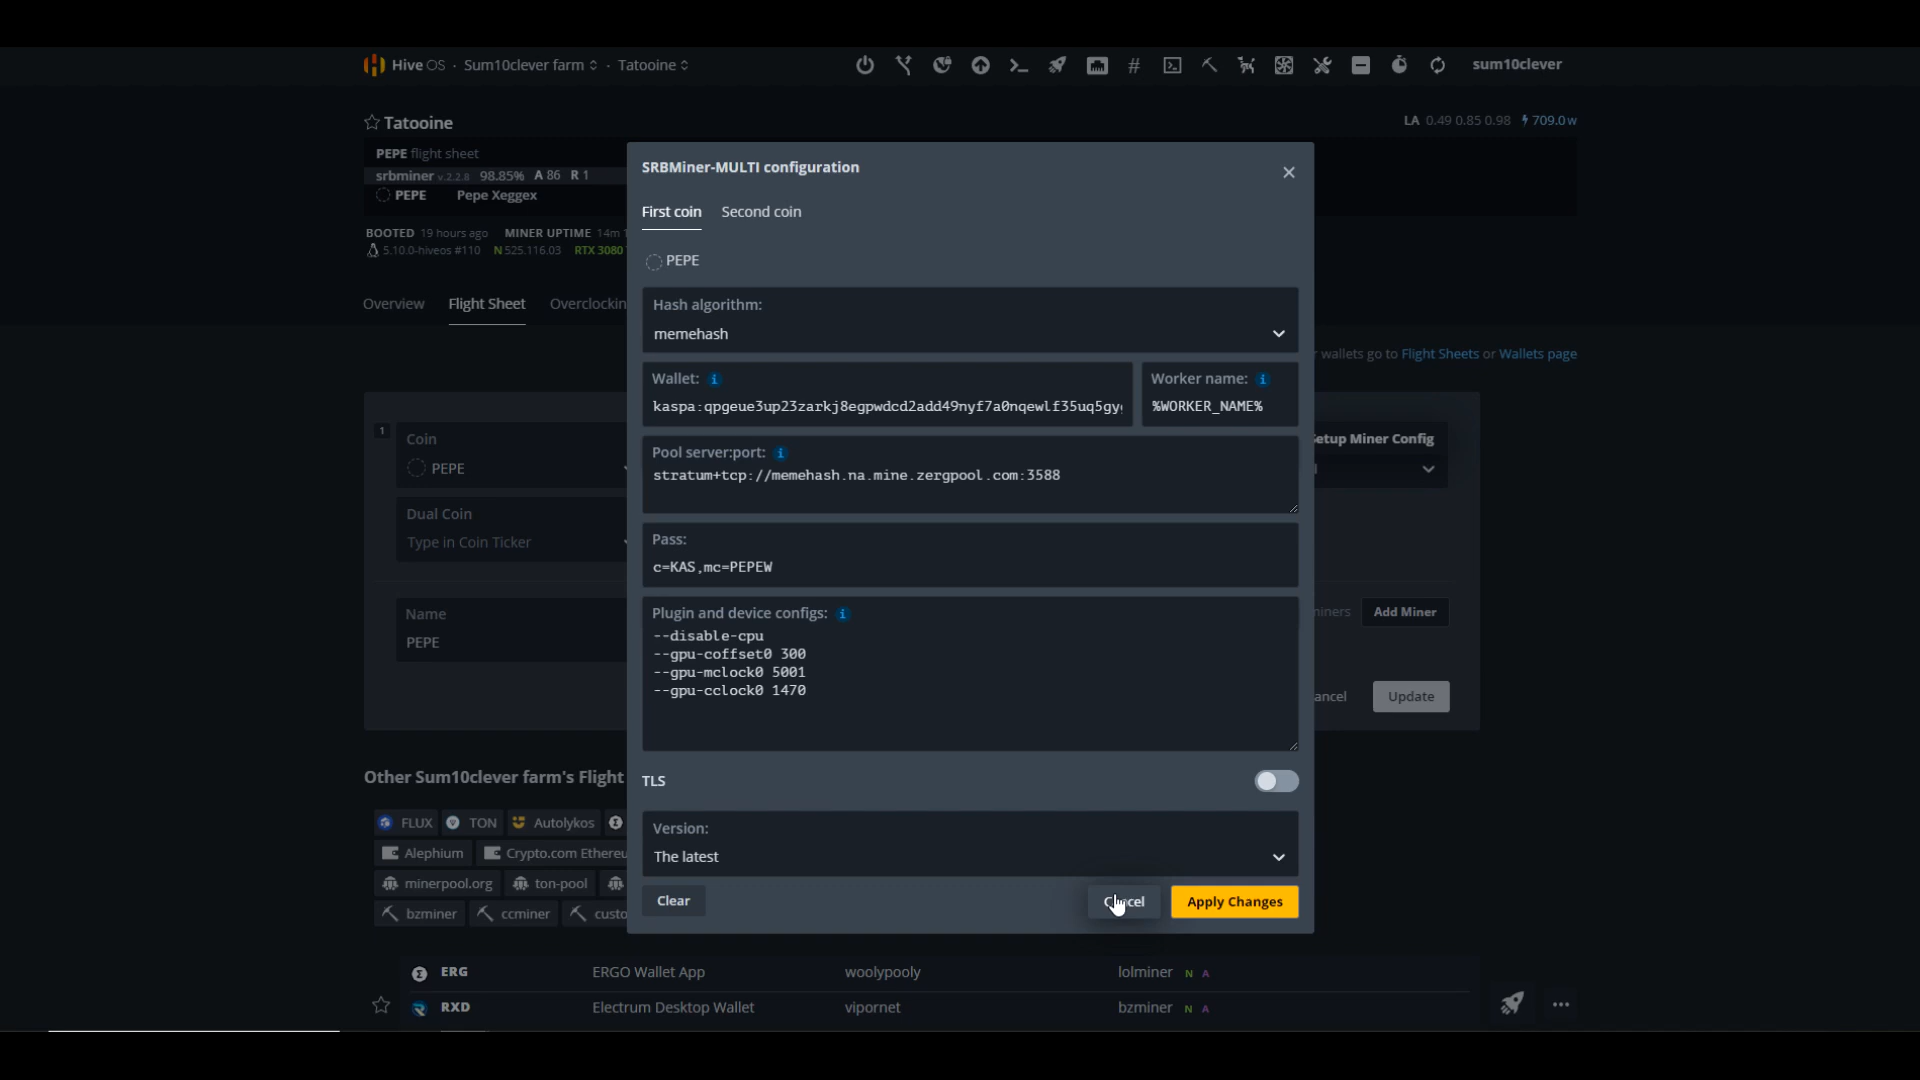 Hive OS · Sum10clever farm · Tatooine
sum10clever
Tatooine
LA 0.49 0.85 0.98 709.0 w
PEPE flight sheet
srbminer v.2.2.8 98.85% A 86 R 1
PEPE Pepe Xeggex
BOOTED 19 hours ago MINER UPTIME 14m
5.10.0-hiveos #110 N 525.116.03 RTX 3080
Overview Flight Sheet Overclockin
wallets go to Flight Sheets or Wallets page
SRBMiner-MULTI configuration
First coin Second coin
PEPE
Hash algorithm:
memehash
Wallet: Worker name:
kaspa:qpgeue3up23zarkj8egpwdcd2add49nyf7a0nqewlf35uq5gy %WORKER_NAME%
Pool server:port:
stratum+tcp://memehash.na.mine.zergpool.com:3588
Pass:
c=KAS,mc=PEPEW
Plugin and device configs:
--disable-cpu
--gpu-coffset0 300
--gpu-mclock0 5001
--gpu-cclock0 1470
TLS
Version:
The latest
Clear Cancel Apply Changes
1 Coin
PEPE
Dual Coin
Type in Coin Ticker
Name
PEPE
etup Miner Config
niners Add Miner
ancel Update
Other Sum10clever farm's Flight
FLUX TON Autolykos
Alephium Crypto.com Ethereu
minerpool.org ton-pool
bzminer ccminer custo
ERG ERGO Wallet App woolypooly lolminer N A
RXD Electrum Desktop Wallet vipornet bzminer N A